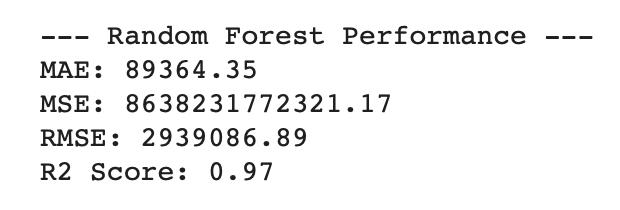 --- Random Forest Performance ---
MAE: 89364.35
MSE: 8638231772321.17
RMSE: 2939086.89
R2 Score: 0.97